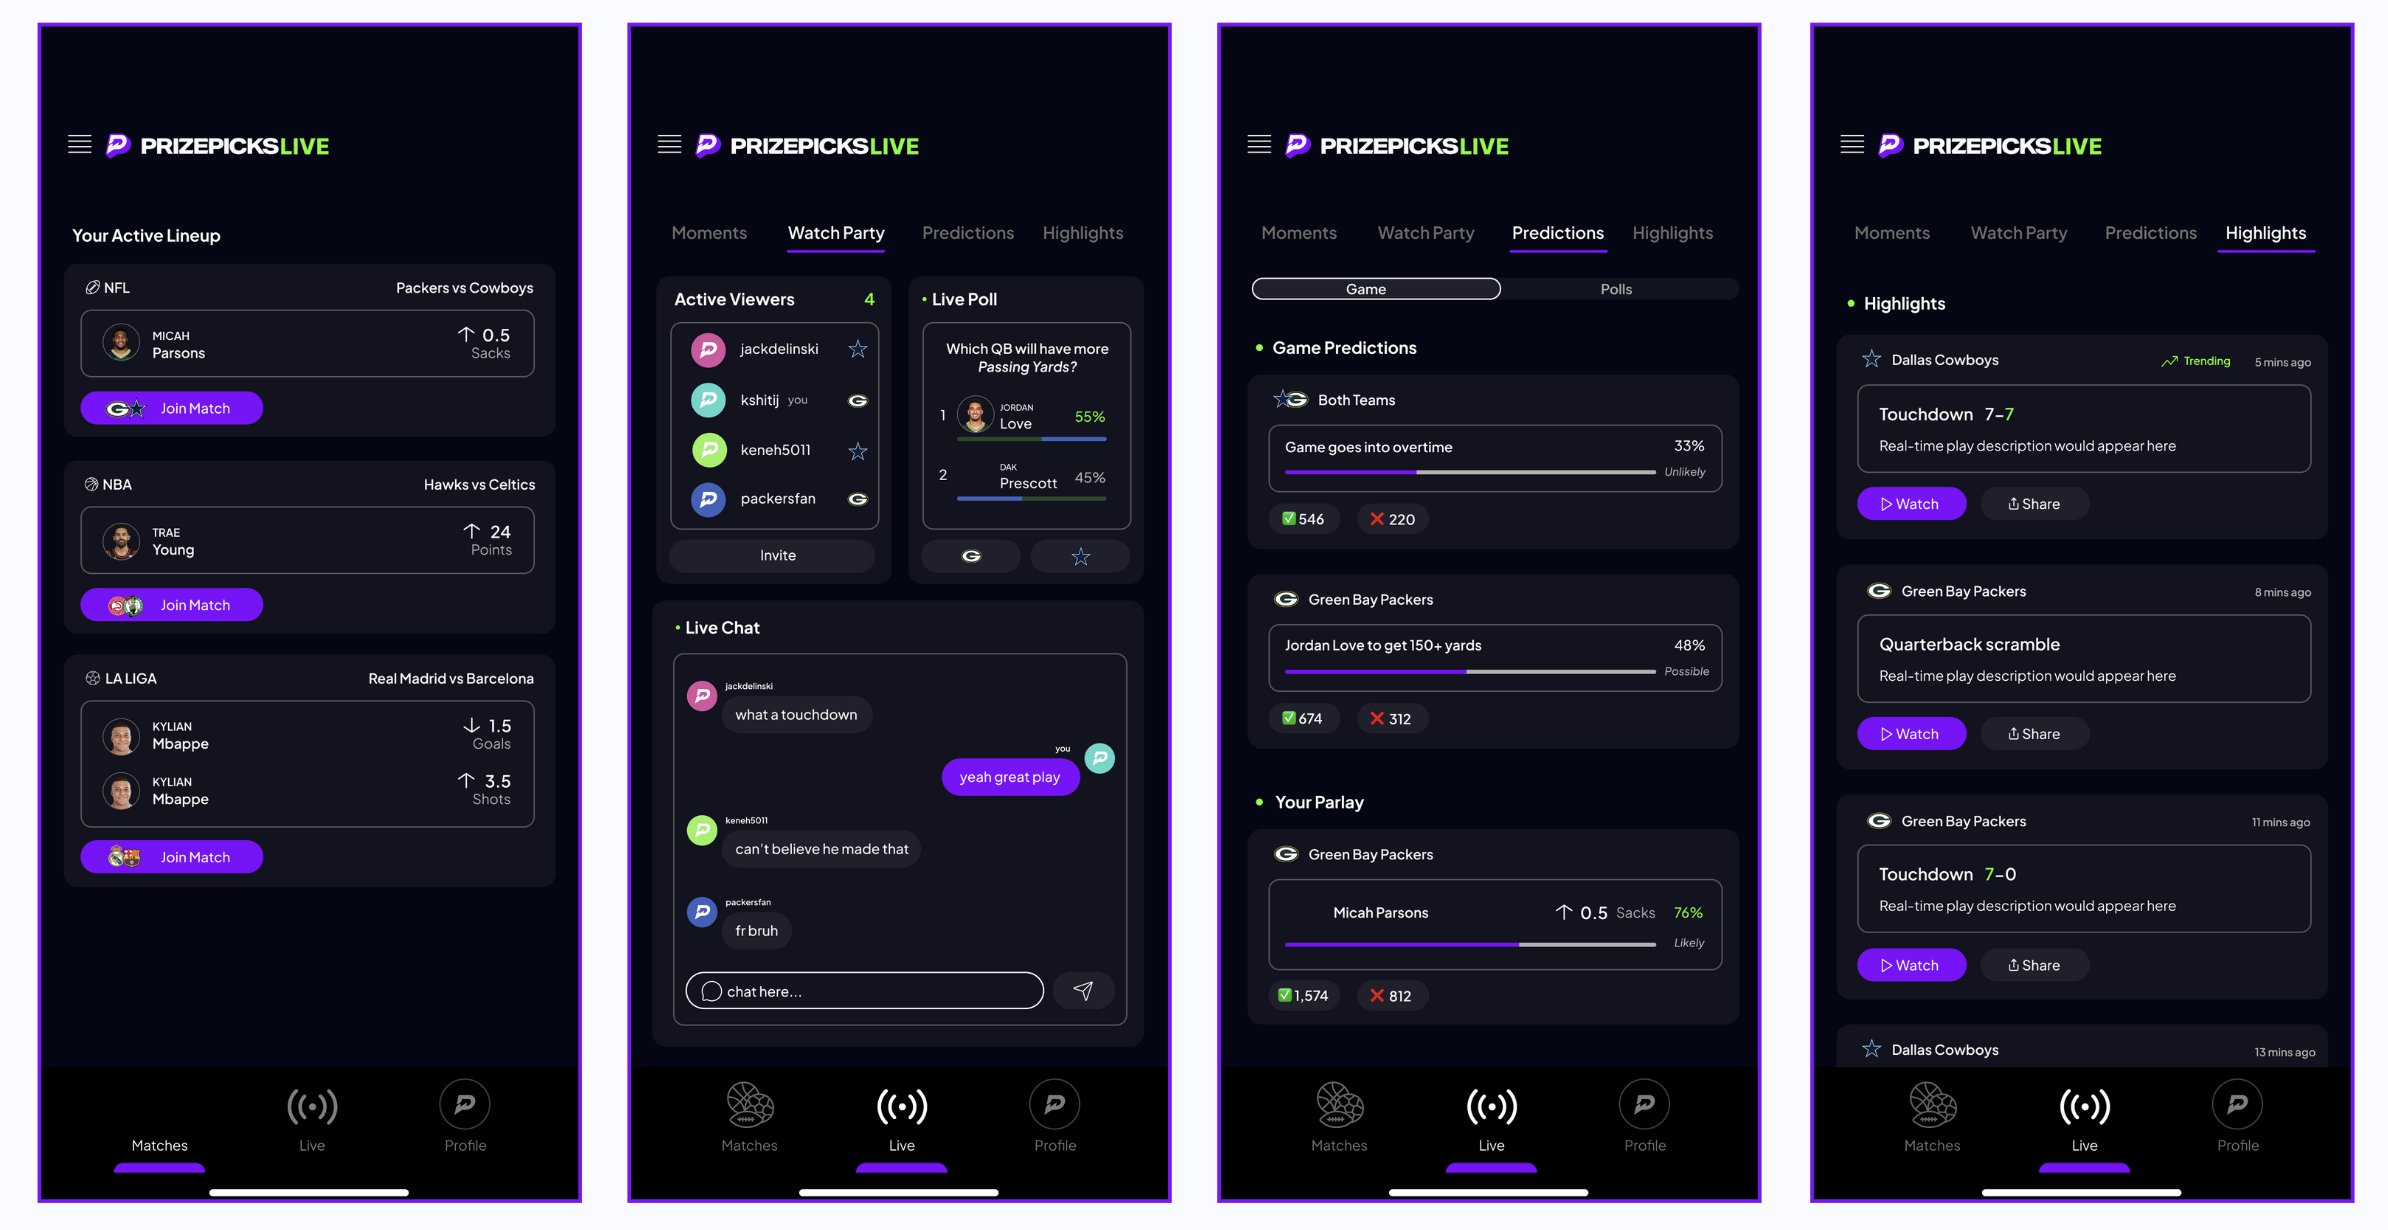 PRIZEPICKSLIVE
Your Active Lineup
NFL Packers vs Cowboys
MICAH
Parsons
↑ 0.5
Sacks
Join Match
NBA Hawks vs Celtics
TRAE
Young
↑ 24
Points
Join Match
LA LIGA Real Madrid vs Barcelona
KYLIAN
Mbappe
↓ 1.5
Goals
KYLIAN
Mbappe
↑ 3.5
Shots
Join Match
Matches Live Profile
PRIZEPICKSLIVE
Moments Watch Party Predictions Highlights
Active Viewers 4
jackdelinski
kshitij you
keneh5011
packersfan
Invite
• Live Poll
Which QB will have more
Passing Yards?
1 JORDAN
Love 55%
2 DAK
Prescott 45%
• Live Chat
jackdelinski
what a touchdown
you
yeah great play
keneh5011
can't believe he made that
packersfan
fr bruh
chat here...
Matches Live Profile
PRIZEPICKSLIVE
Moments Watch Party Predictions Highlights
Game Polls
• Game Predictions
Both Teams
Game goes into overtime 33%
Unlikely
✅ 546 ❌ 220
Green Bay Packers
Jordan Love to get 150+ yards 48%
Possible
✅ 674 ❌ 312
• Your Parlay
Green Bay Packers
Micah Parsons ↑ 0.5 Sacks 76%
Likely
✅ 1,574 ❌ 812
Matches Live Profile
PRIZEPICKSLIVE
Moments Watch Party Predictions Highlights
• Highlights
Dallas Cowboys Trending 5 mins ago
Touchdown 7-7
Real-time play description would appear here
Watch Share
Green Bay Packers 8 mins ago
Quarterback scramble
Real-time play description would appear here
Watch Share
Green Bay Packers 11 mins ago
Touchdown 7-0
Real-time play description would appear here
Watch Share
Dallas Cowboys 13 mins ago
Matches Live Profile